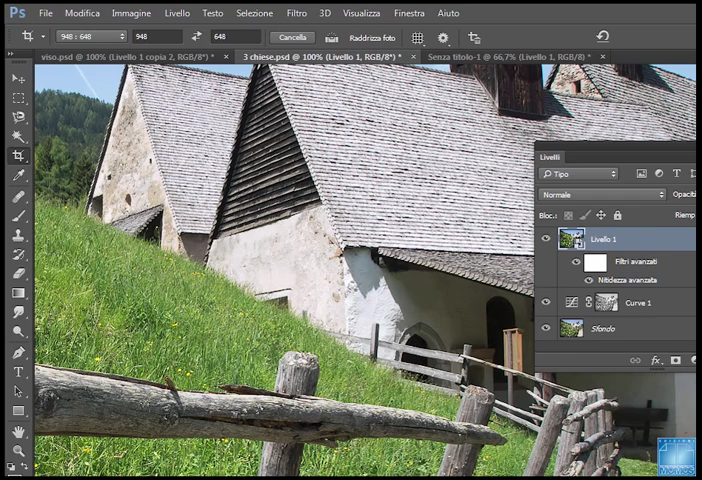 Ps File Modifica Immagine Livello Testo Selezione Filtro 3D Visualizza Finestra Aiuto
948 : 648 948 648 Cancella Raddrizza foto
viso.psd @ 100% (Livello 1 copia 2, RGB/8*) * × 3 chiese.psd @ 100% (Livello 1, RGB/8*) * × Senza titolo-1 @ 66,7% (Livello 1, RGB/8) * ×
Livelli
Tipo
Normale Opaciti
Bloc.: Riemp
Livello 1
Filtri avanzati
Nitidezza avanzata
Curve 1
Sfondo
fx